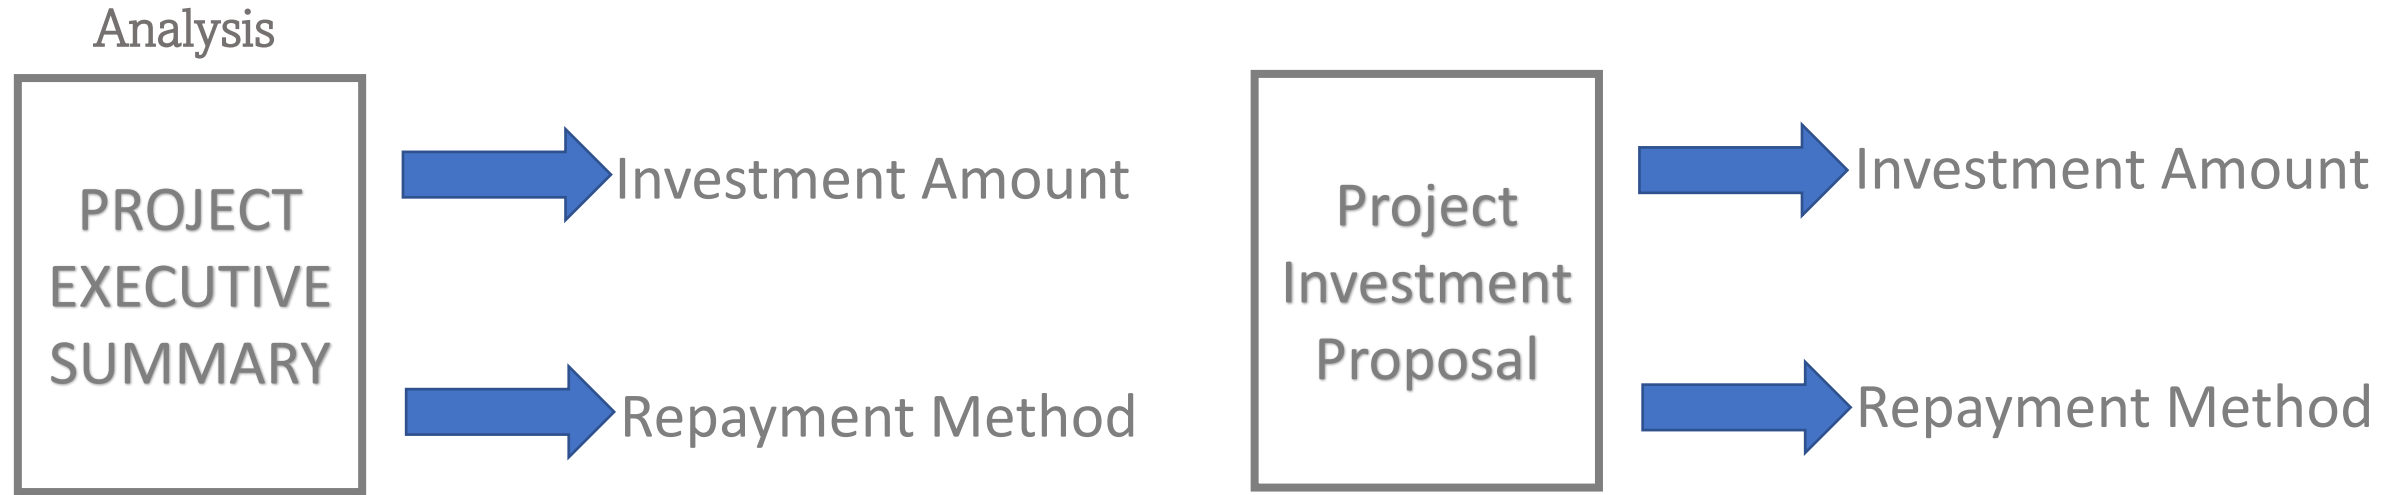 Analysis
PROJECT
EXECUTIVE
SUMMARY
Investment Amount
Repayment Method
Project
Investment
Proposal
Investment Amount
Repayment Method